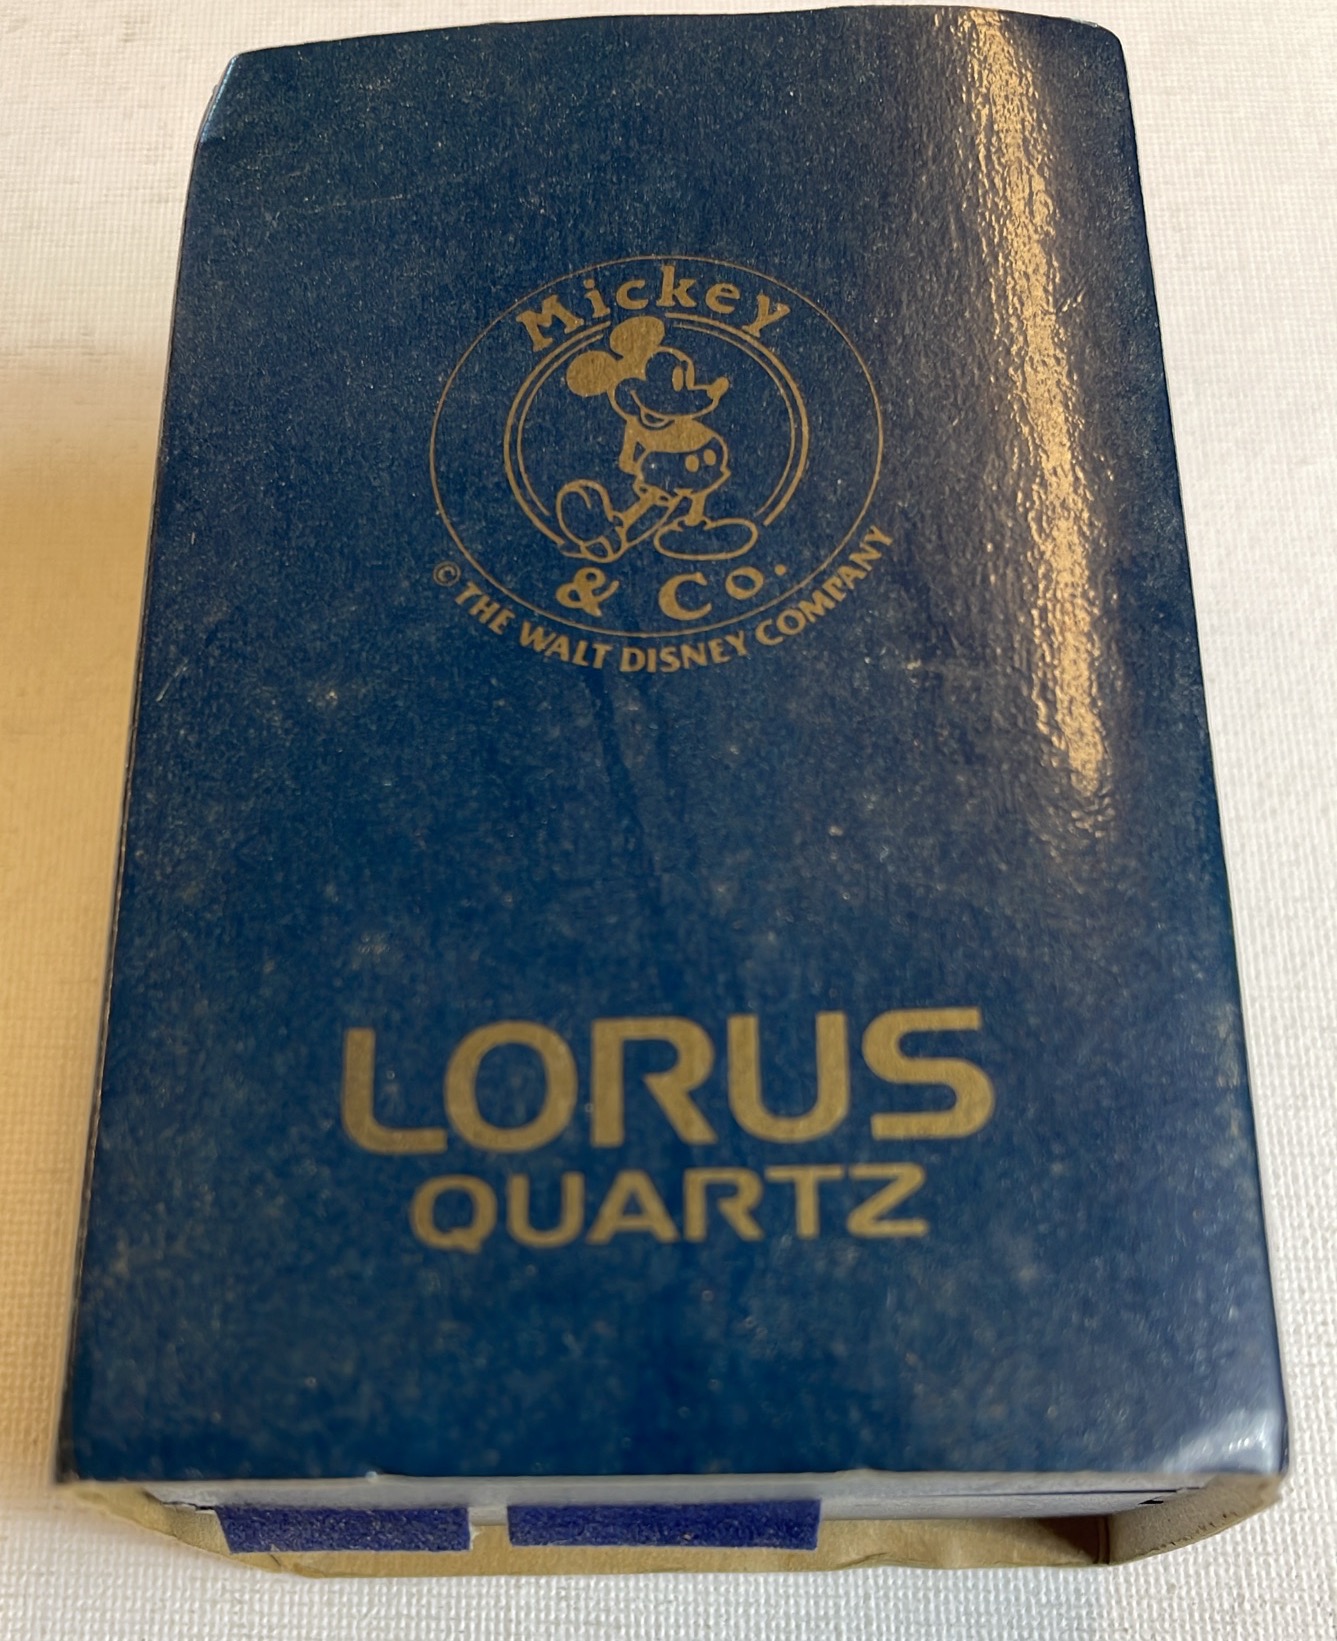 Mickey
& Co.
© THE WALT DISNEY COMPANY
LORUS
QUARTZ